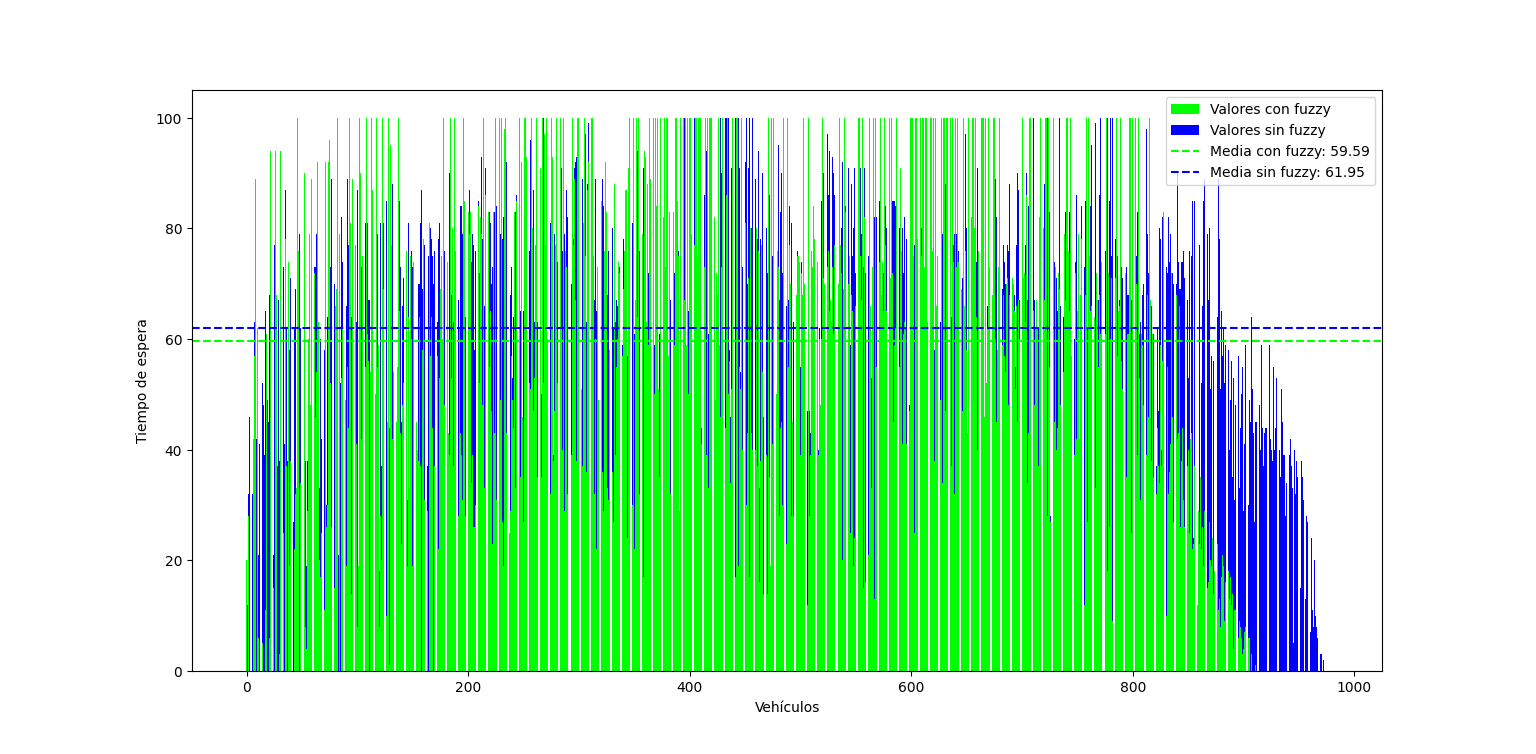 Valores con fuzzy
Valores sin fuzzy
Media con fuzzy: 59.59
Media sin fuzzy: 61.95
100
80
60
40
20
0
Tiempo de espera
0 200 400 600 800 1000
Vehículos